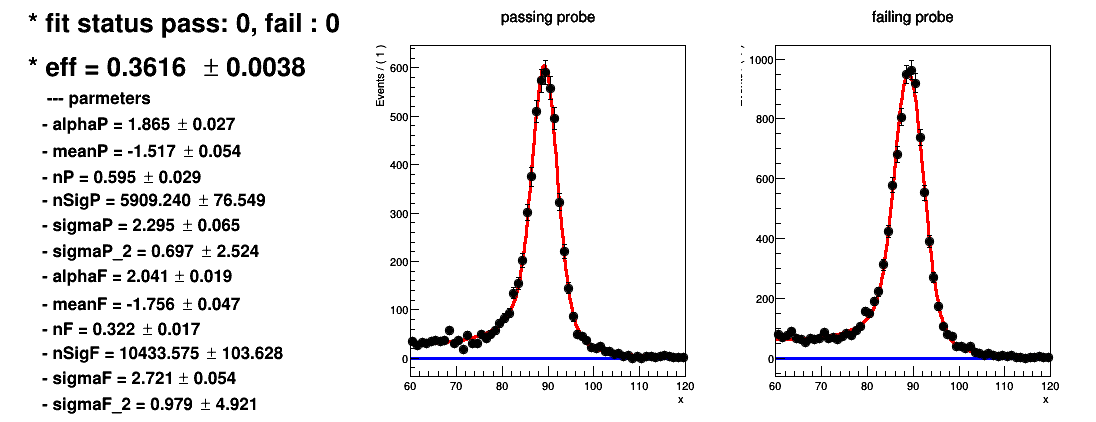 * fit status pass: 0, fail : 0
* eff = 0.3616 ± 0.0038
--- parmeters
- alphaP = 1.865 ± 0.027
- meanP = -1.517 ± 0.054
- nP = 0.595 ± 0.029
- nSigP = 5909.240 ± 76.549
- sigmaP = 2.295 ± 0.065
- sigmaP_2 = 0.697 ± 2.524
- alphaF = 2.041 ± 0.019
- meanF = -1.756 ± 0.047
- nF = 0.322 ± 0.017
- nSigF = 10433.575 ± 103.628
- sigmaF = 2.721 ± 0.054
- sigmaF_2 = 0.979 ± 4.921
passing probe
Events / ( 1 )
600
500
400
300
200
100
0
60 70 80 90 100 110 120
x
failing probe
1000
800
600
400
200
0
60 70 80 90 100 110 120
x